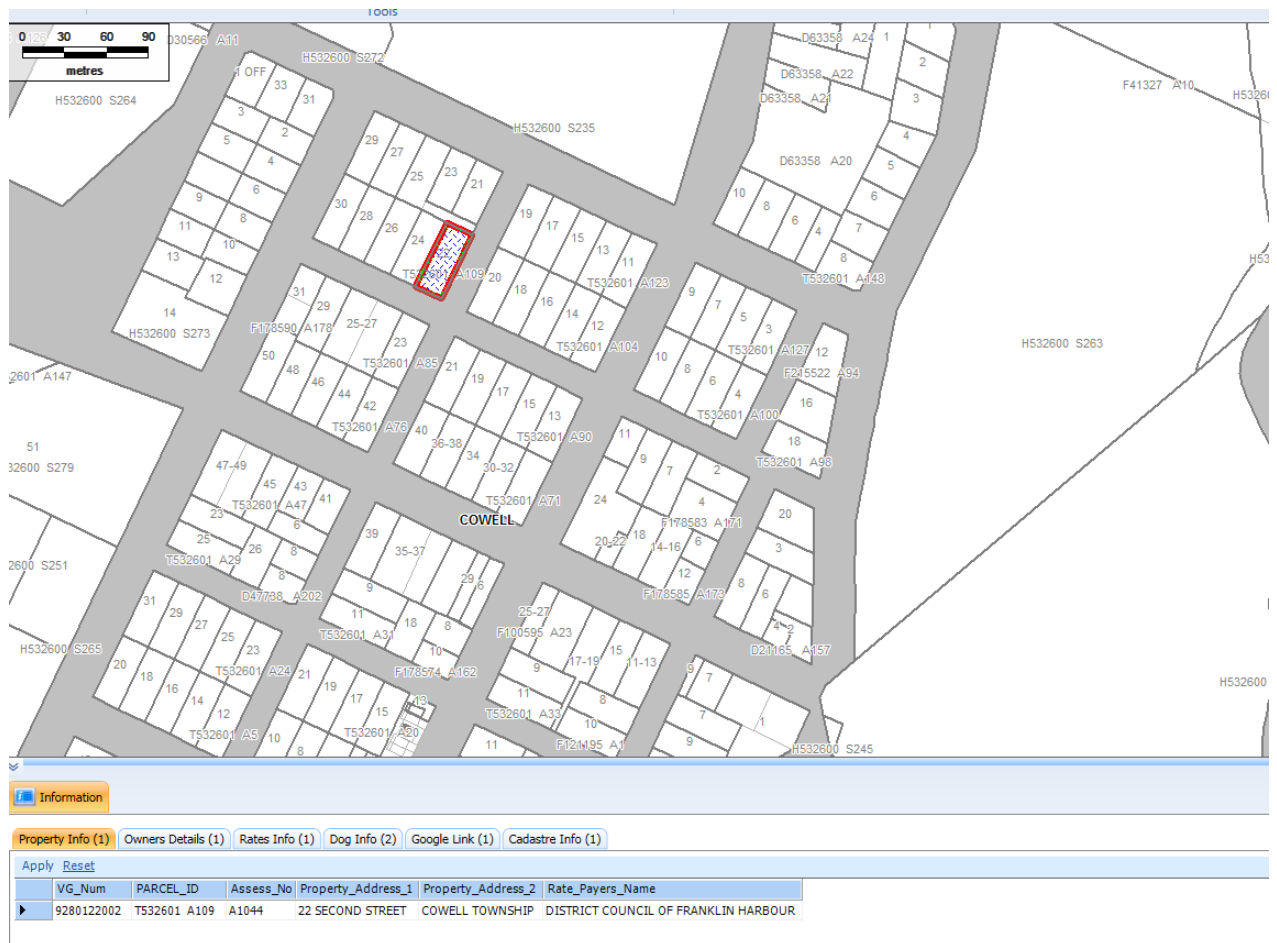 Tools
0 30 60 90
metres
D30566 A11
H532600 S272
H532600 S264
1 OFF
33
31
3
2
5
4
6
9
8
11
10
13
12
14
H532600 S273
H532600 S235
29
27
25
23
21
30
28
26
24
T532601 A109
D63358 A24
1
D63358 A22
2
D63358 A21
3
4
D63358 A20
5
6
10
8
6
4
7
8
T532601 A148
F41327 A10
19
17
15
13
11
T532601 A123
20
18
16
14
12
T532601 A104
31
29
25-27
23
F178590 A178
T532601 A85
50
48
46
44
42
T532601 A76
9
7
5
3
T532601 A127
10
8
6
4
T532601 A100
12
F215522 A94
16
18
T532601 A98
H532600 S263
21
19
17
15
13
T532601 A90
40
36-38
34
30-32
T532601 A71
COWELL
51
47-49
45
43
41
T532601 A47
23
6
25
26
8
T532601 A29
8
D47738 A202
11
9
7
2
4
24
F178583 A171
20-22
18
14-16
6
12
F178585 A173
20
3
8
6
4
2
D21165 A157
39
35-37
29
6
9
11
18
8
T532601 A31
10
F178574 A162
25-27
F100595 A23
15
17-19
11-13
9
11
8
T532601 A33
10
F121195 A1
11
31
29
27
25
23
T532601 A24
20
18
16
14
12
T532601 A5
21
19
17
15
13
T532601 A20
10
8
9
7
7
1
9
H532600 S245
H532600
Information
Property Info (1) Owners Details (1) Rates Info (1) Dog Info (2) Google Link (1) Cadastre Info (1)
Apply Reset
VG_Num PARCEL_ID Assess_No Property_Address_1 Property_Address_2 Rate_Payers_Name
9280122002 T532601 A109 A1044 22 SECOND STREET COWELL TOWNSHIP DISTRICT COUNCIL OF FRANKLIN HARBOUR